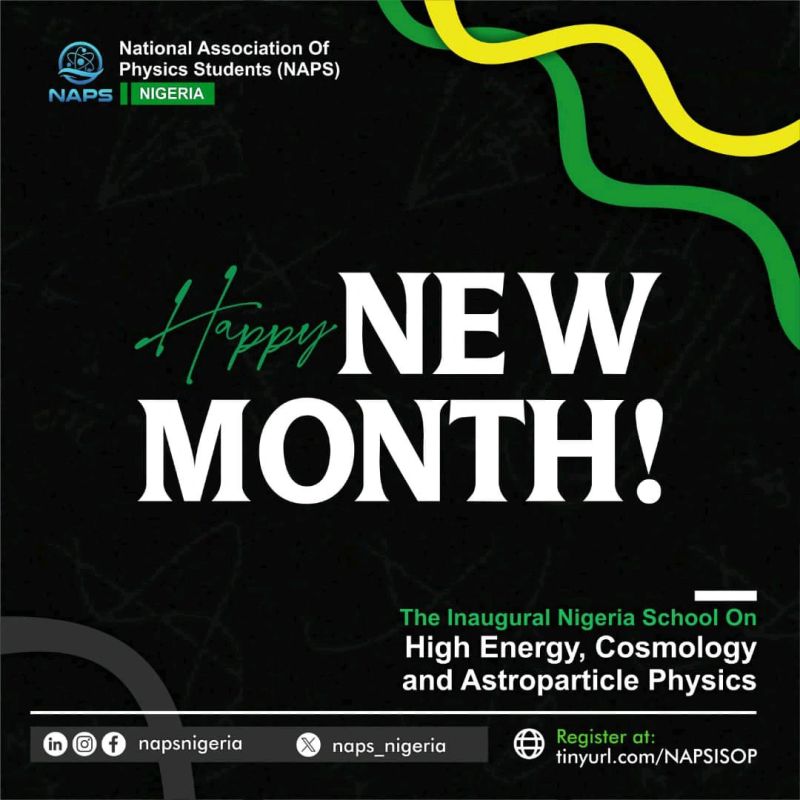 National Association Of
Physics Students (NAPS)
NAPS NIGERIA
Happy NEW
MONTH!
The Inaugural Nigeria School On
High Energy, Cosmology
and Astroparticle Physics
in f napsnigeria X naps_nigeria Register at:
tinyurl.com/NAPSISOP